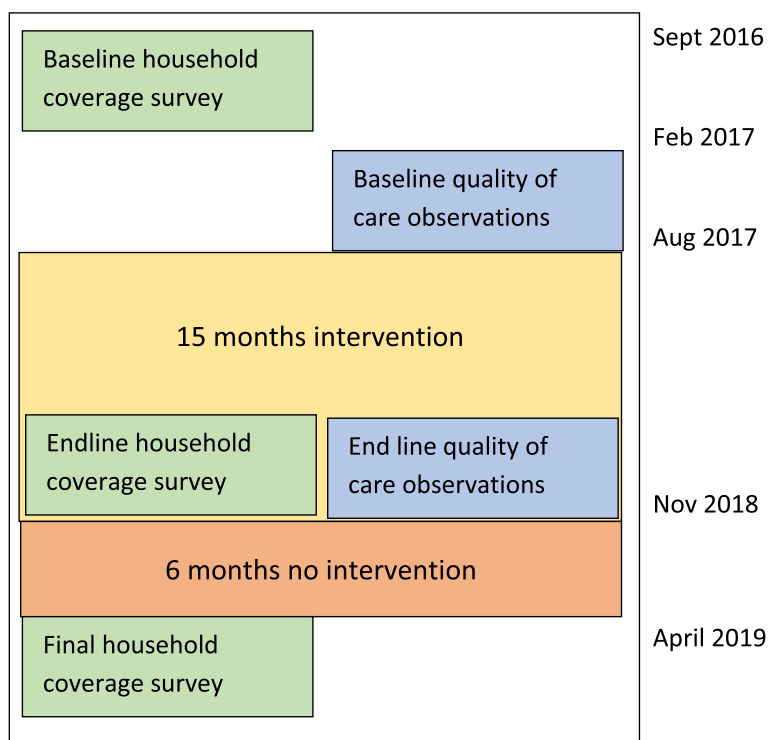 Sept 2016
Baseline household
coverage survey
Feb 2017
Baseline quality of
care observations
Aug 2017
15 months intervention
Endline household
coverage survey
End line quality of
care observations
Nov 2018
6 months no intervention
Final household
coverage survey
April 2019